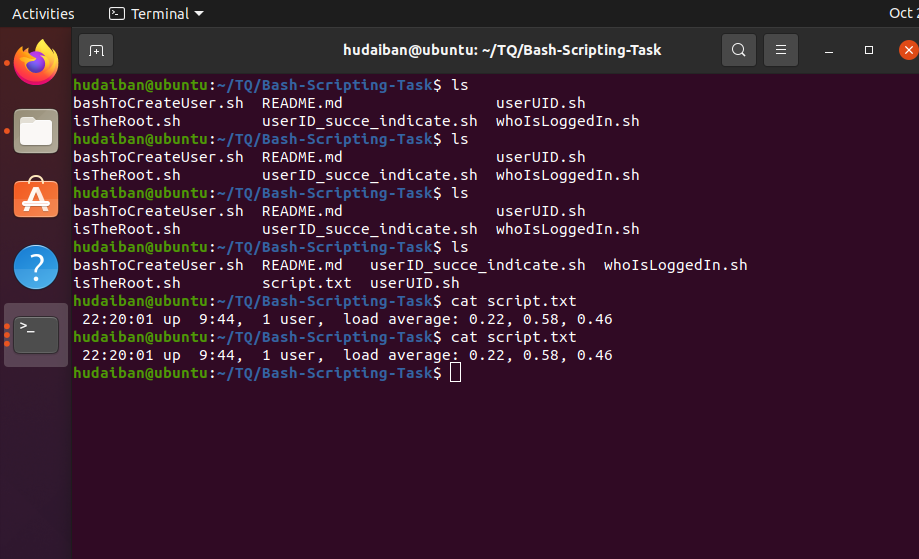 Activities Terminal Oct 2
hudaiban@ubuntu: ~/TQ/Bash-Scripting-Task
hudaiban@ubuntu:~/TQ/Bash-Scripting-Task$ ls
bashToCreateUser.sh  README.md                 userUID.sh
isTheRoot.sh         userID_succe_indicate.sh  whoIsLoggedIn.sh
hudaiban@ubuntu:~/TQ/Bash-Scripting-Task$ ls
bashToCreateUser.sh  README.md                 userUID.sh
isTheRoot.sh         userID_succe_indicate.sh  whoIsLoggedIn.sh
hudaiban@ubuntu:~/TQ/Bash-Scripting-Task$ ls
bashToCreateUser.sh  README.md                 userUID.sh
isTheRoot.sh         userID_succe_indicate.sh  whoIsLoggedIn.sh
hudaiban@ubuntu:~/TQ/Bash-Scripting-Task$ ls
bashToCreateUser.sh  README.md   userID_succe_indicate.sh  whoIsLoggedIn.sh
isTheRoot.sh         script.txt  userUID.sh
hudaiban@ubuntu:~/TQ/Bash-Scripting-Task$ cat script.txt
 22:20:01 up  9:44,  1 user,  load average: 0.22, 0.58, 0.46
hudaiban@ubuntu:~/TQ/Bash-Scripting-Task$ cat script.txt
 22:20:01 up  9:44,  1 user,  load average: 0.22, 0.58, 0.46
hudaiban@ubuntu:~/TQ/Bash-Scripting-Task$